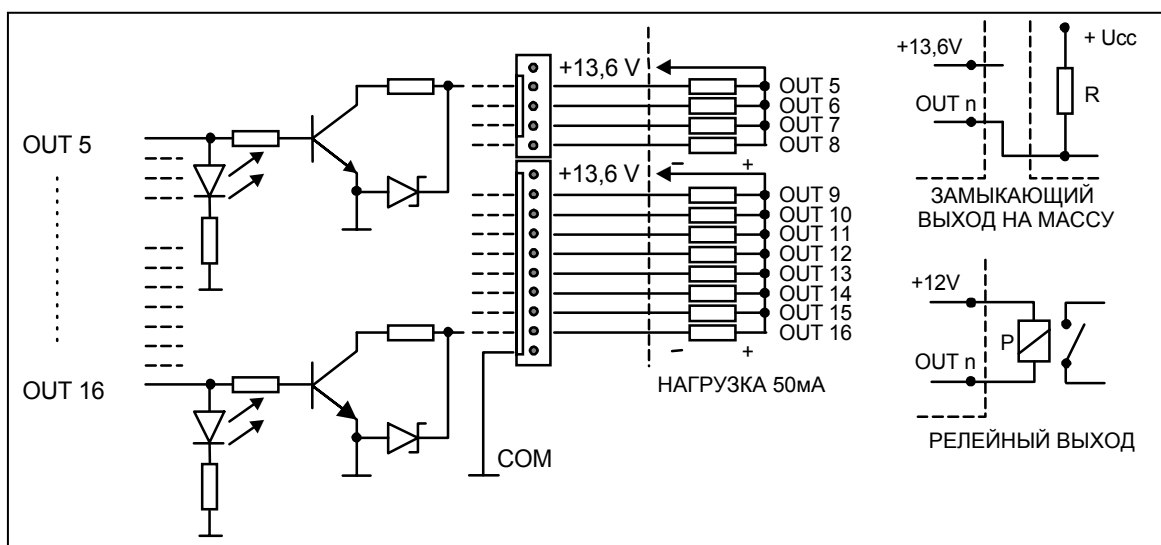 OUT 5
OUT 16
+13,6 V
OUT 5
OUT 6
OUT 7
OUT 8
– +
+13,6 V
OUT 9
OUT 10
OUT 11
OUT 12
OUT 13
OUT 14
OUT 15
OUT 16
– +
НАГРУЗКА 50мА
COM
+ Ucc
+13,6V
R
OUT n
ЗАМЫКАЮЩИЙ
ВЫХОД НА МАССУ
+12V
P
OUT n
РЕЛЕЙНЫЙ ВЫХОД